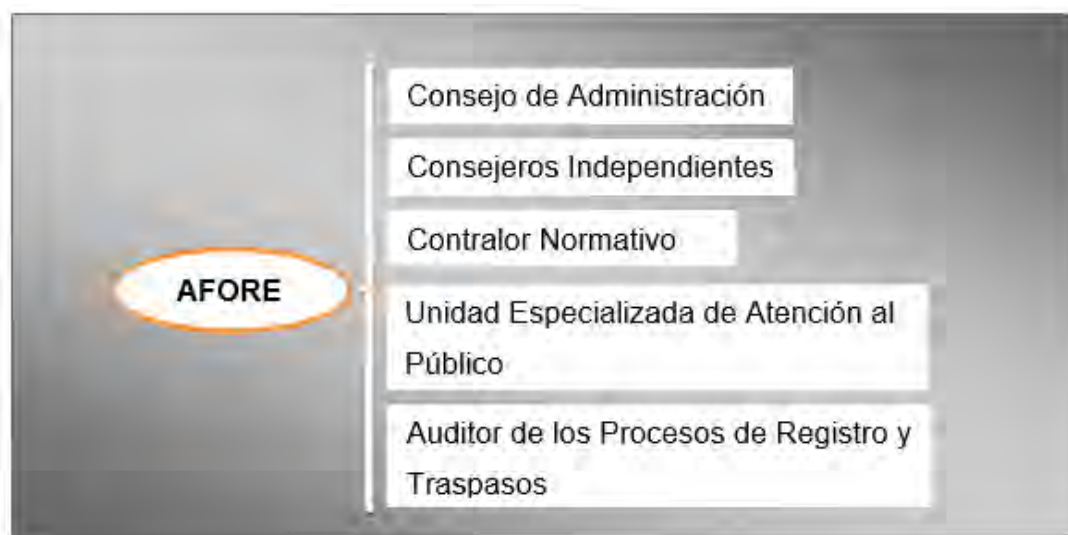 Consejo de Administración
Consejeros Independientes
Contralor Normativo
AFORE
Unidad Especializada de Atención al
Público
Auditor de los Procesos de Registro y
Traspasos